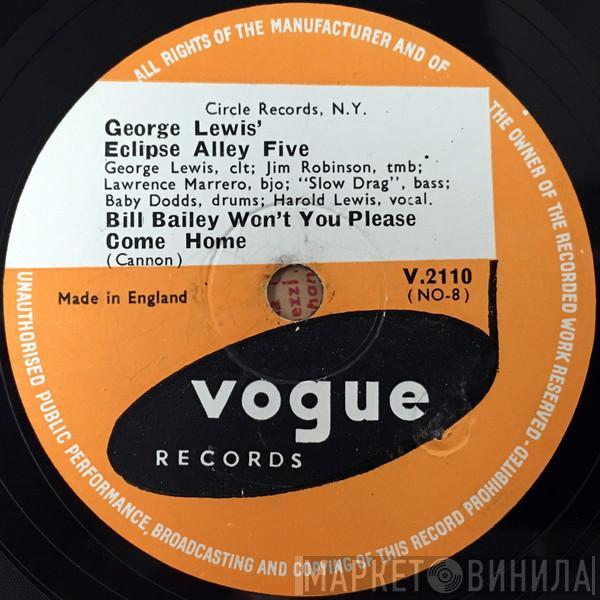 ALL RIGHTS OF THE MANUFACTURER AND OF THE OWNER OF THE RECORDED WORK RESERVED - UNAUTHORISED PUBLIC PERFORMANCE, BROADCASTING AND COPYING OF THIS RECORD PROHIBITED -
Circle Records, N.Y.
George Lewis'
Eclipse Alley Five
George Lewis, clt; Jim Robinson, tmb;
Lawrence Marrero, bjo; "Slow Drag", bass;
Baby Dodds, drums; Harold Lewis, vocal.
Bill Bailey Won't You Please
Come Home
(Cannon)
Made in England
V.2110
(NO-8)
vogue
RECORDS
МАРКЕТ ВИНИЛА